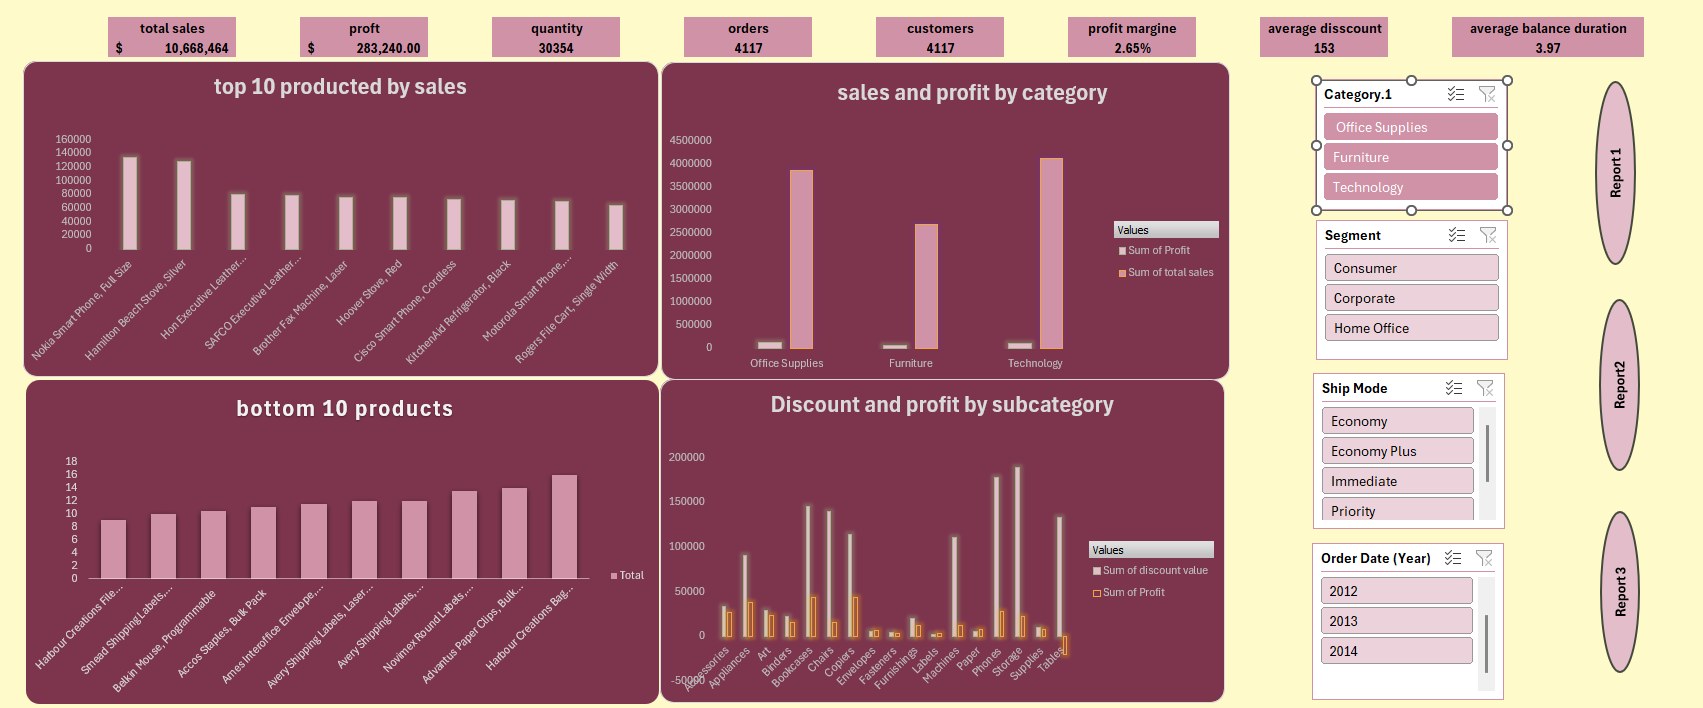 total sales
$ 10,668,464
proft
$ 283,240.00
quantity
30354
orders
4117
customers
4117
profit margine
2.65%
average disscount
153
average balance duration
3.97
top 10 producted by sales
160000
140000
120000
100000
80000
60000
40000
20000
0
Nokia Smart Phone, Full Size
Hamilton Beach Stove, Silver
Hon Executive Leather...
SAFCO Executive Leather...
Brother Fax Machine, Laser
Hoover Stove, Red
Cisco Smart Phone, Cordless
KitchenAid Refrigerator, Black
Motorola Smart Phone,...
Rogers File Cart, Single Width
sales and profit by category
4500000
4000000
3500000
3000000
2500000
2000000
1500000
1000000
500000
0
Office Supplies
Furniture
Technology
Values
Sum of Profit
Sum of total sales
bottom 10 products
18
16
14
12
10
8
6
4
2
0
Harbour Creations File...
Smead Shipping Labels,...
Belkin Mouse, Programmable
Accos Staples, Bulk Pack
Ames Interoffice Envelope,...
Avery Shipping Labels, Laser...
Avery Shipping Labels,...
Novimex Round Labels,...
Advantus Paper Clips, Bulk...
Harbour Creations Bag...
Total
Discount and profit by subcategory
200000
150000
100000
50000
0
-50000
Accessories
Appliances
Art
Binders
Bookcases
Chairs
Copiers
Envelopes
Fasteners
Furnishings
Labels
Machines
Paper
Phones
Storage
Supplies
Tables
Values
Sum of discount value
Sum of Profit
Category.1
Office Supplies
Furniture
Technology
Segment
Consumer
Corporate
Home Office
Ship Mode
Economy
Economy Plus
Immediate
Priority
Order Date (Year)
2012
2013
2014
Report 1
Report2
Report 3